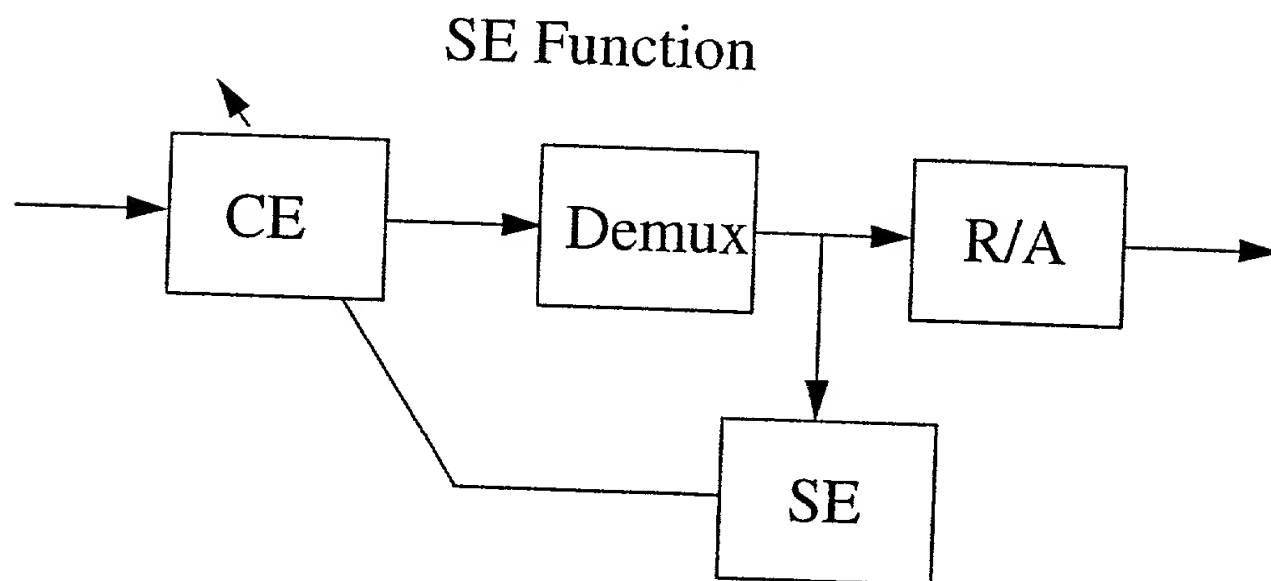 SE Function
CE
Demux
R/A
SE